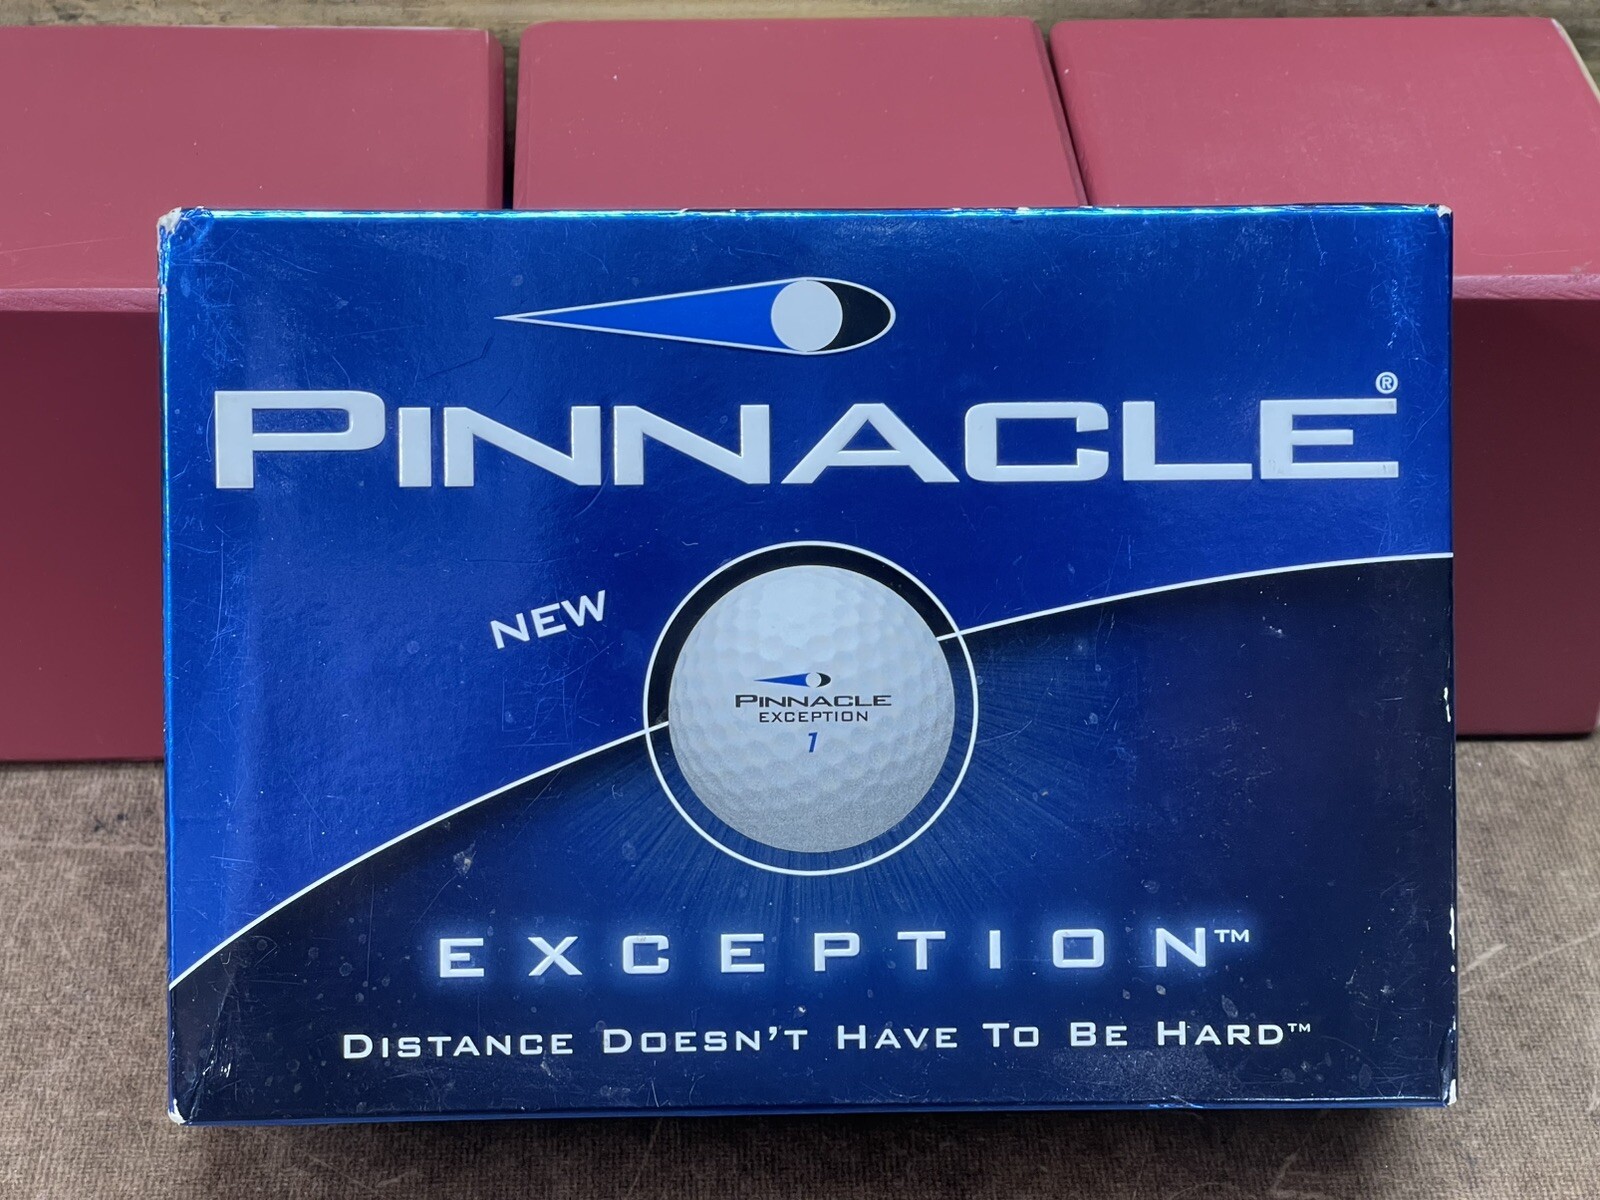 PINNACLE®
NEW
PINNACLE
EXCEPTION
1
EXCEPTION™
DISTANCE DOESN'T HAVE TO BE HARD™